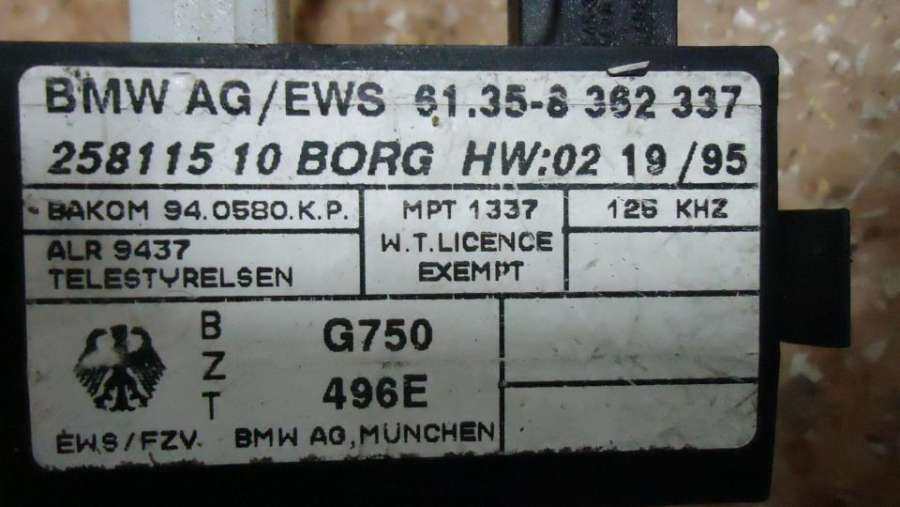 BMW AG/EWS 61.35-8 362 337
258115 10 BORG HW:02 19/95
BAKOM 94.0580.K.P.
MPT 1337
W.T.LICENCE
EXEMPT
125 KHZ
ALR 9437
TELESTYRELSEN
B
Z
T
G750
496E
EWS/FZV. BMW AG,MÜNCHEN